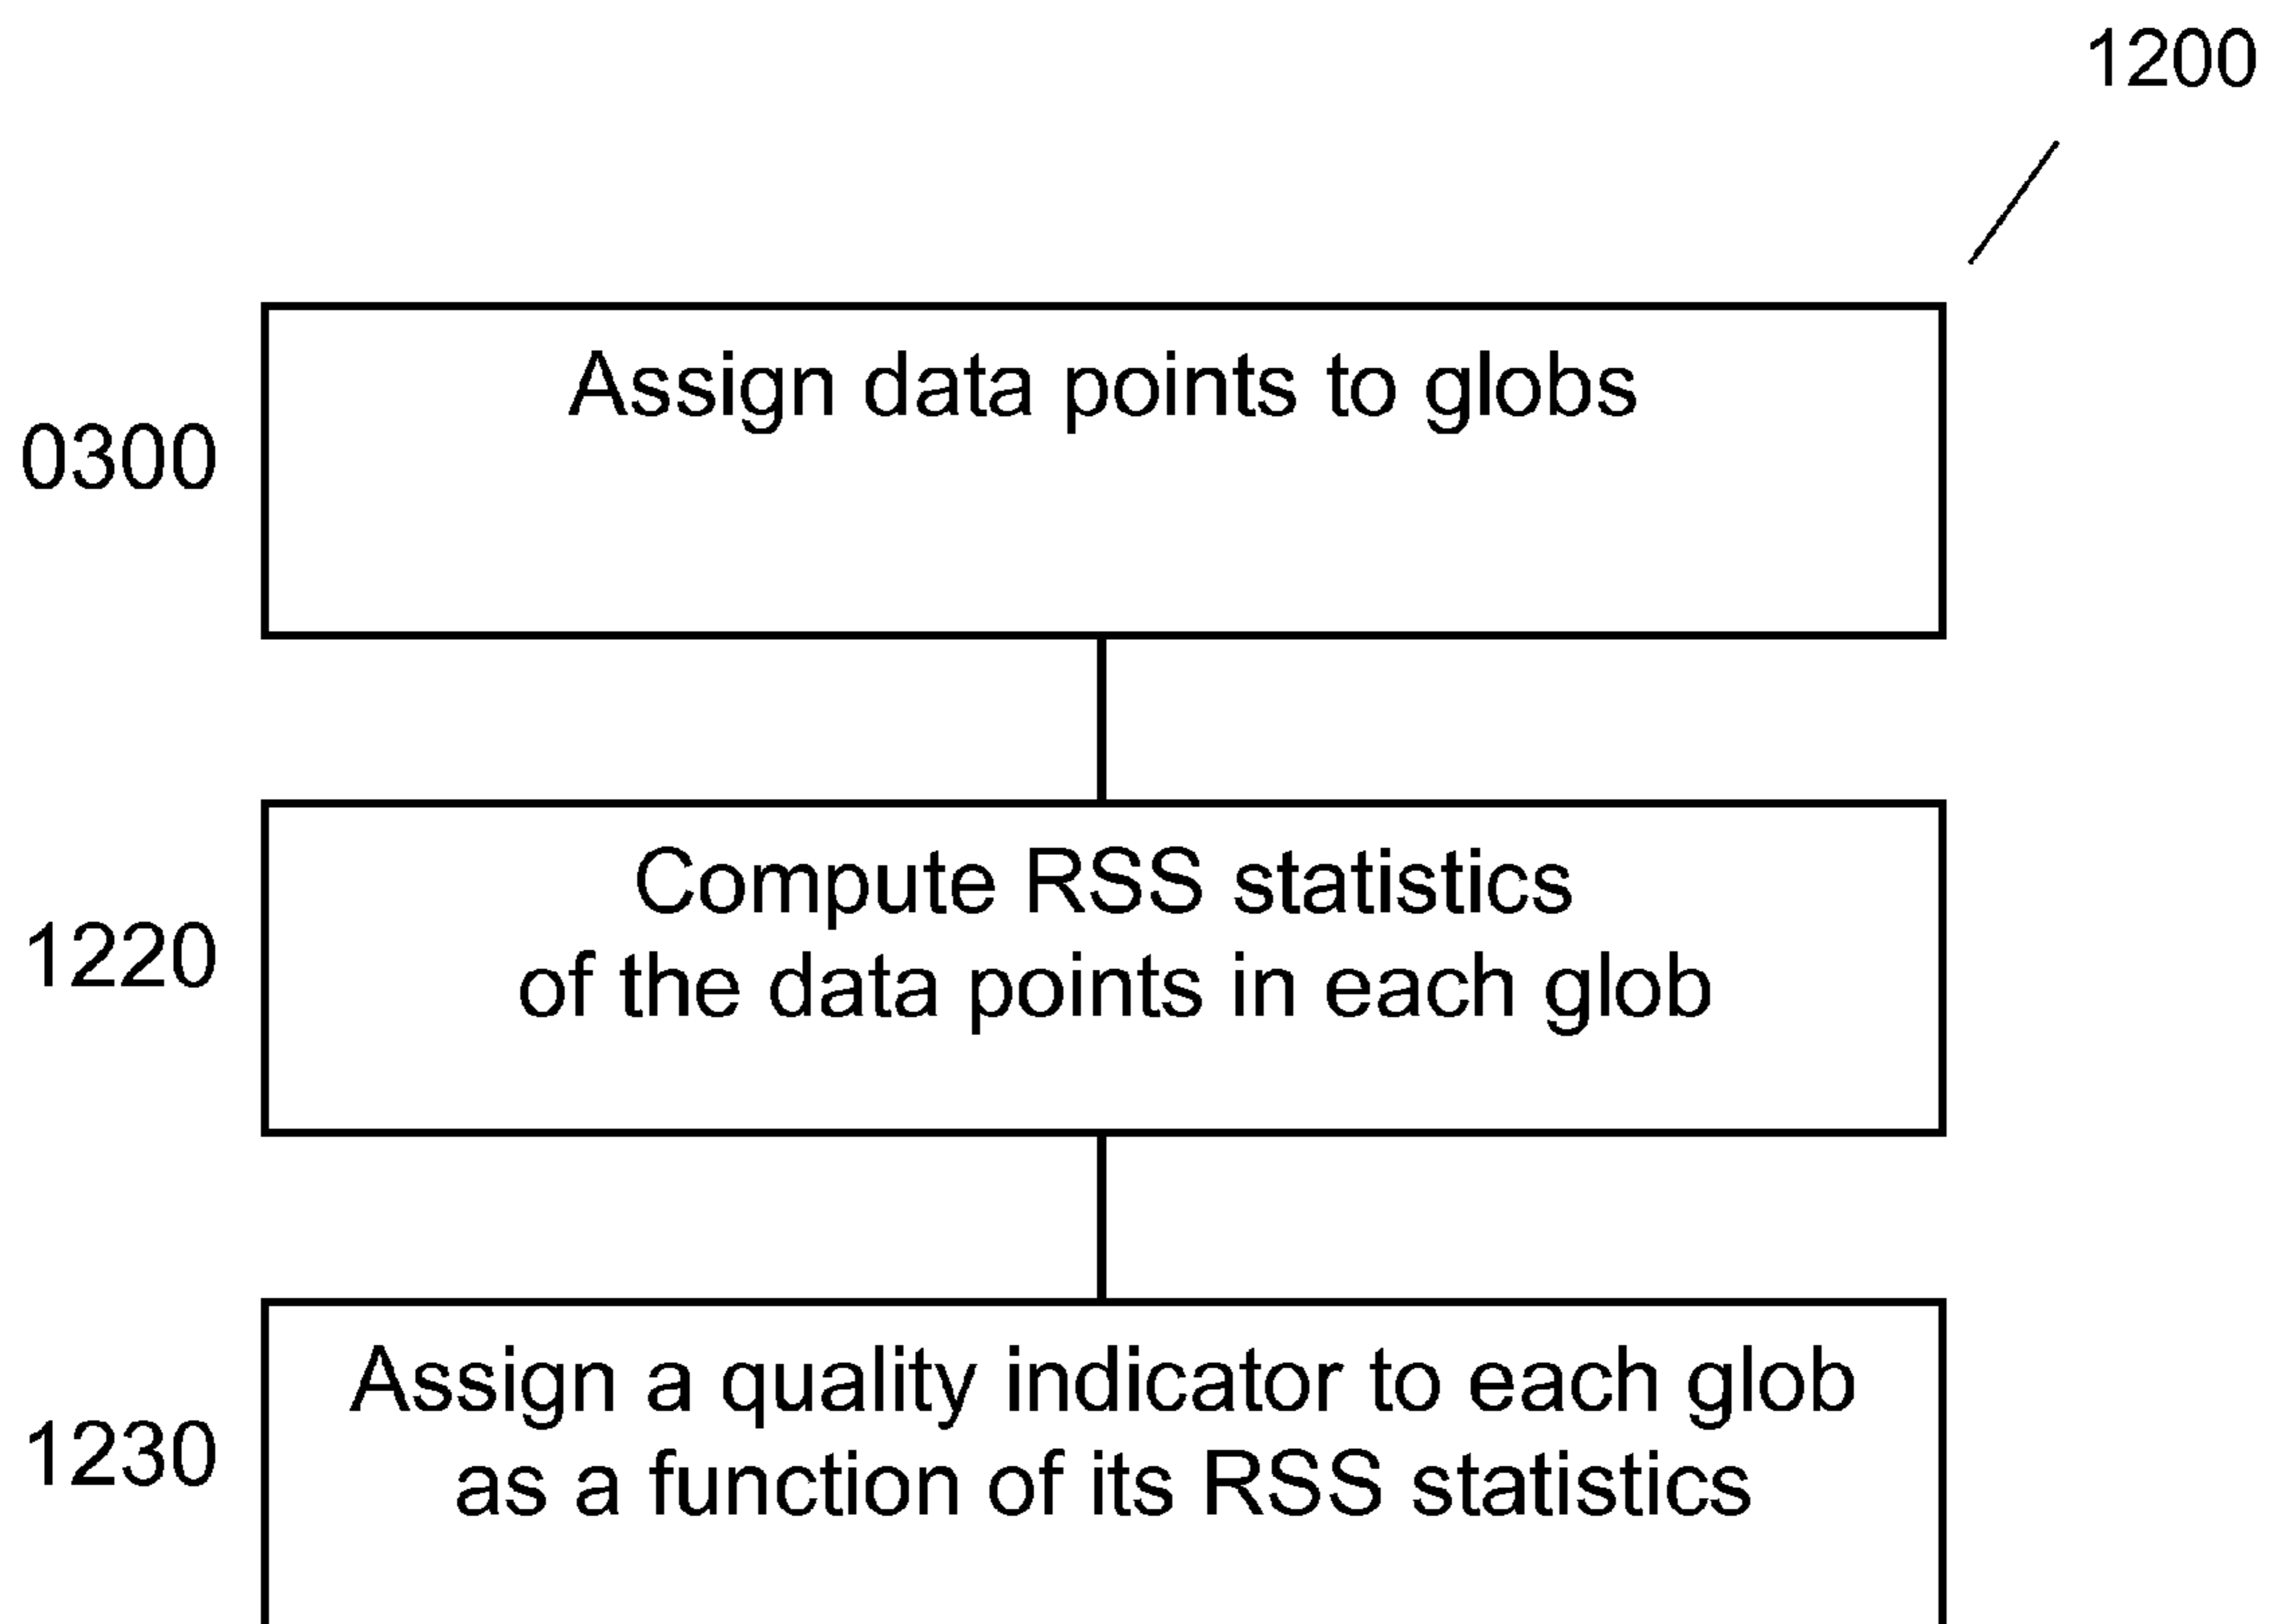 1200
Assign data points to globs
0300
Compute RSS statistics
of the data points in each glob
1220
Assign a quality indicator to each glob
as a function of its RSS statistics
1230